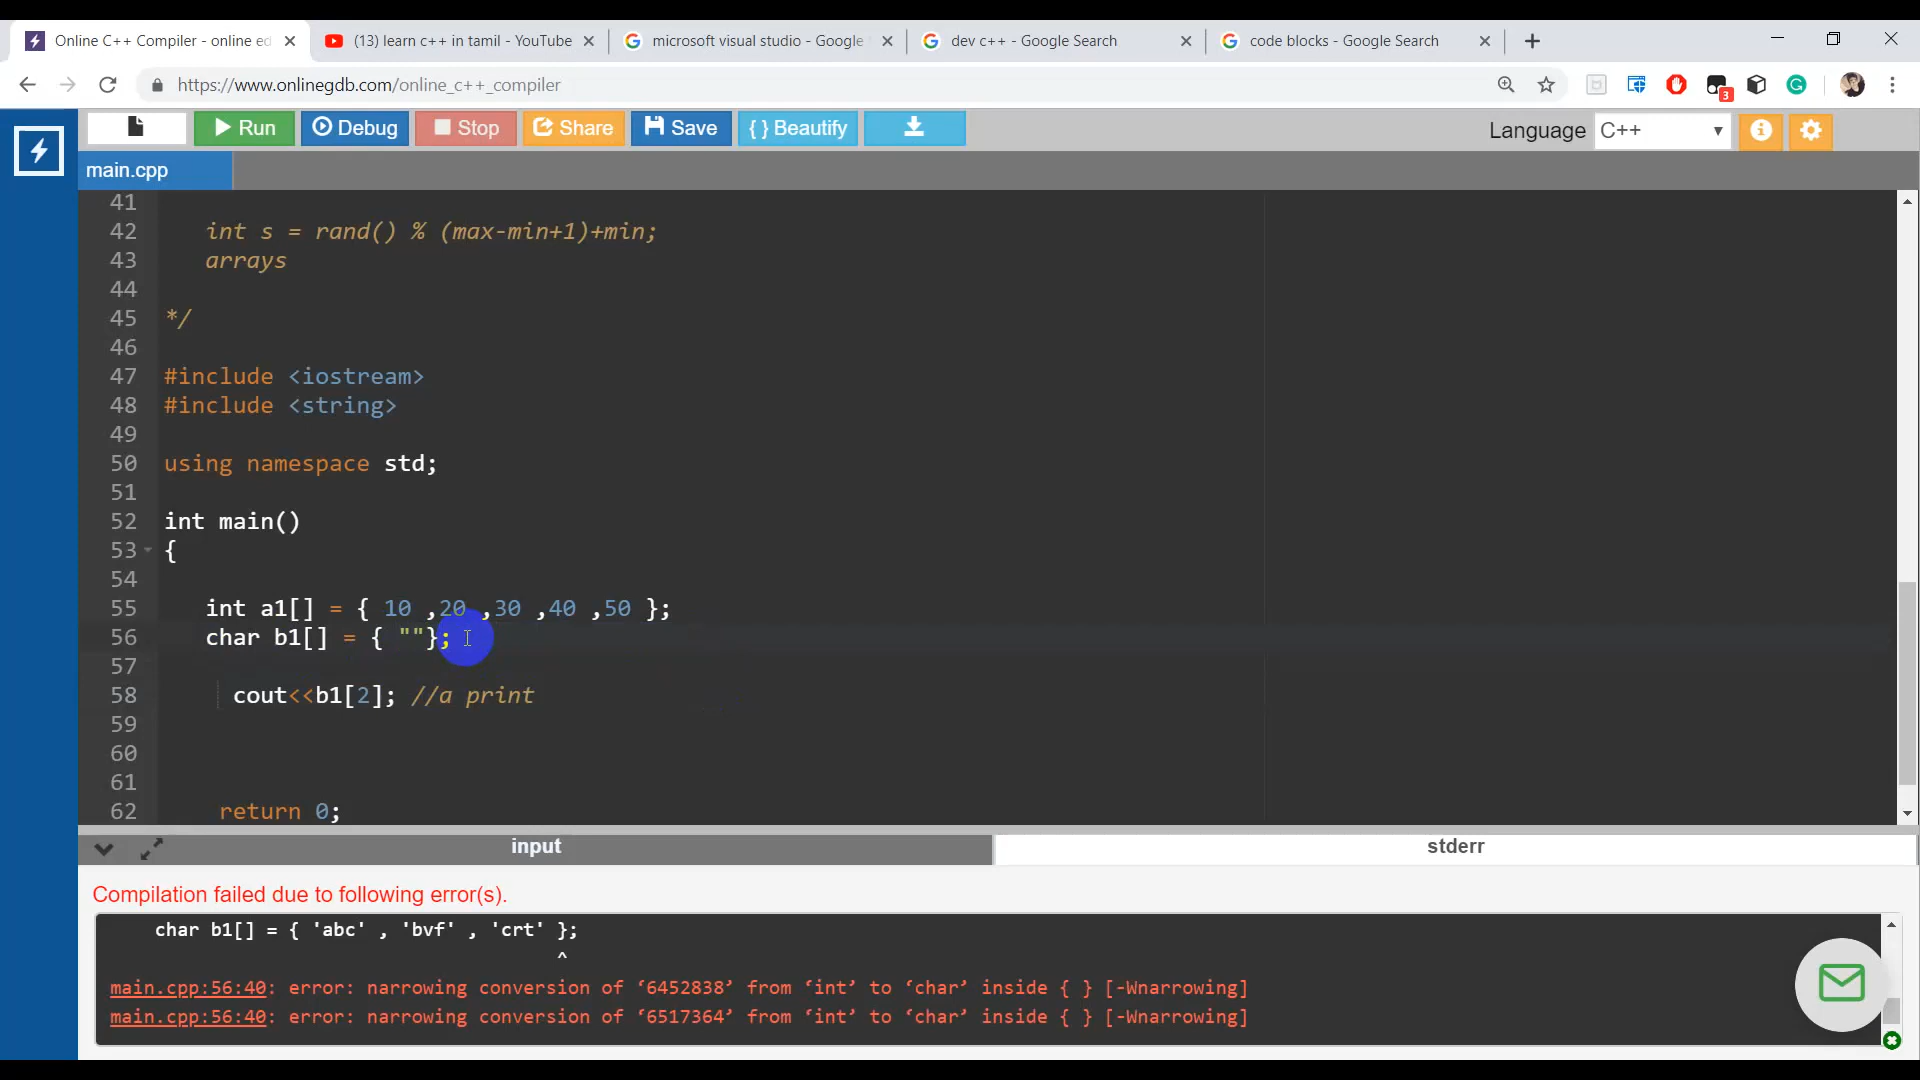 Online C++ Compiler - online ed
(13) learn c++ in tamil - YouTube
microsoft visual studio - Google
dev c++ - Google Search
code blocks - Google Search
https://www.onlinegdb.com/online_c++_compiler
3
Run
Debug
Stop
Share
Save
{ } Beautify
Language C++
main.cpp
41
42 int s = rand() % (max-min+1)+min;
43 arrays
44
45 */
46
47 #include <iostream>
48 #include <string>
49
50 using namespace std;
51
52 int main()
53 {
54
55 int a1[] = { 10 ,20 ,30 ,40 ,50 };
56 char b1[] = { ""};
57
58 cout<<b1[2]; //a print
59
60
61
62 return 0;
input
stderr
Compilation failed due to following error(s).
char b1[] = { 'abc' , 'bvf' , 'crt' };
^
main.cpp:56:40: error: narrowing conversion of ‘6452838’ from ‘int’ to ‘char’ inside { } [-Wnarrowing]
main.cpp:56:40: error: narrowing conversion of ‘6517364’ from ‘int’ to ‘char’ inside { } [-Wnarrowing]